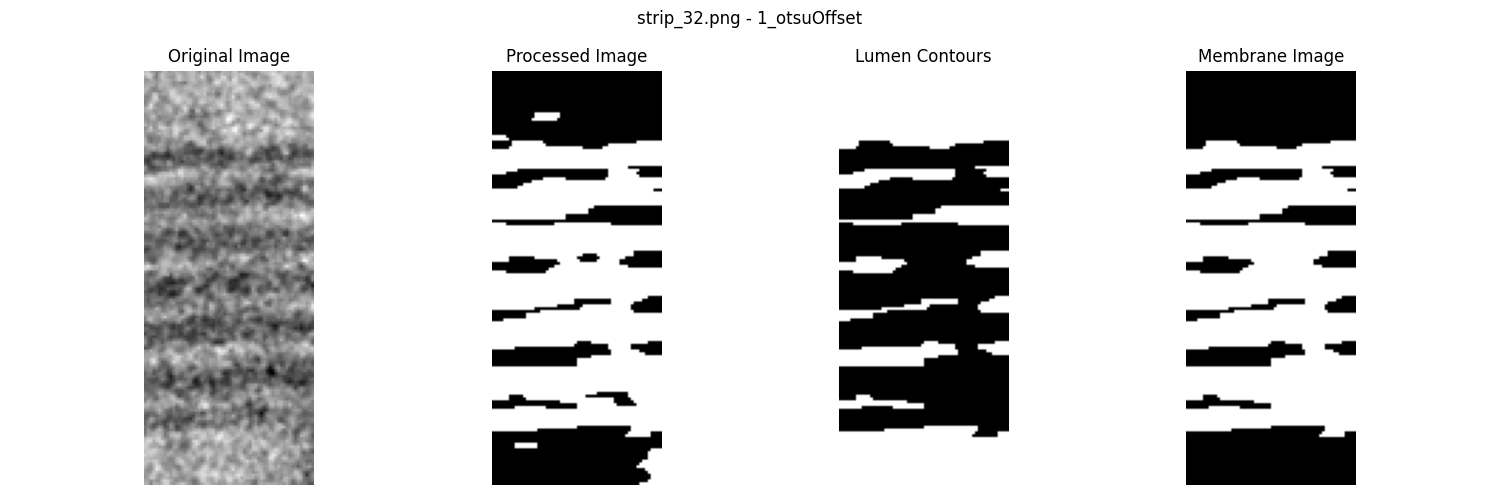 strip_32.png - 1_otsuOffset
Original Image
Processed Image
Lumen Contours
Membrane Image